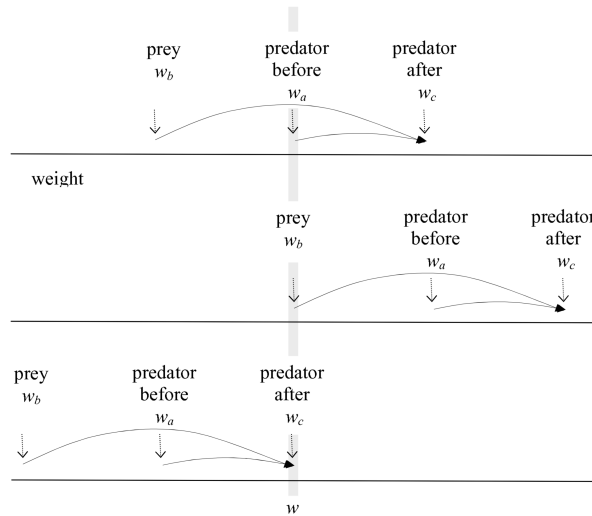 prey predator predator
before after
w_b w_a w_c
weight
prey predator predator
before after
w_b w_a w_c
prey predator predator
before after
w_b w_a w_c
w